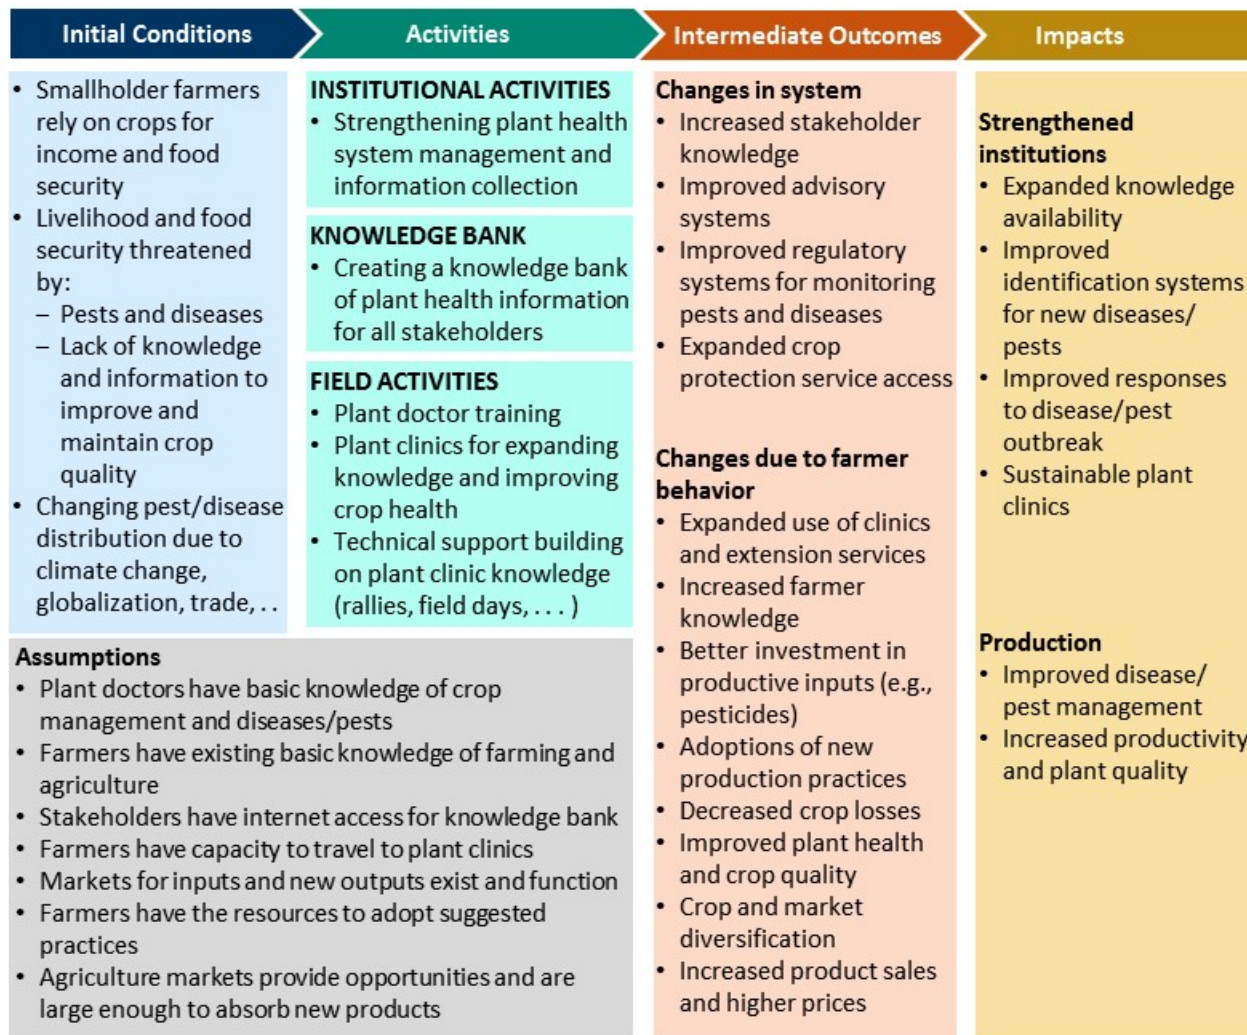 Initial Conditions
Activities
Intermediate Outcomes
Impacts
• Smallholder farmers
rely on crops for
income and food
security
• Livelihood and food
security threatened
by:
– Pests and diseases
– Lack of knowledge
and information to
improve and
maintain crop
quality
• Changing pest/disease
distribution due to
climate change,
globalization, trade, . .
INSTITUTIONAL ACTIVITIES
• Strengthening plant health
system management and
information collection
KNOWLEDGE BANK
• Creating a knowledge bank
of plant health information
for all stakeholders
FIELD ACTIVITIES
• Plant doctor training
• Plant clinics for expanding
knowledge and improving
crop health
• Technical support building
on plant clinic knowledge
(rallies, field days, . . . )
Assumptions
• Plant doctors have basic knowledge of crop
management and diseases/pests
• Farmers have existing basic knowledge of farming and
agriculture
• Stakeholders have internet access for knowledge bank
• Farmers have capacity to travel to plant clinics
• Markets for inputs and new outputs exist and function
• Farmers have the resources to adopt suggested
practices
• Agriculture markets provide opportunities and are
large enough to absorb new products
Changes in system
• Increased stakeholder
knowledge
• Improved advisory
systems
• Improved regulatory
systems for monitoring
pests and diseases
• Expanded crop
protection service access
Changes due to farmer
behavior
• Expanded use of clinics
and extension services
• Increased farmer
knowledge
• Better investment in
productive inputs (e.g.,
pesticides)
• Adoptions of new
production practices
• Decreased crop losses
• Improved plant health
and crop quality
• Crop and market
diversification
• Increased product sales
and higher prices
Strengthened
institutions
• Expanded knowledge
availability
• Improved
identification systems
for new diseases/
pests
• Improved responses
to disease/pest
outbreak
• Sustainable plant
clinics
Production
• Improved disease/
pest management
• Increased productivity
and plant quality